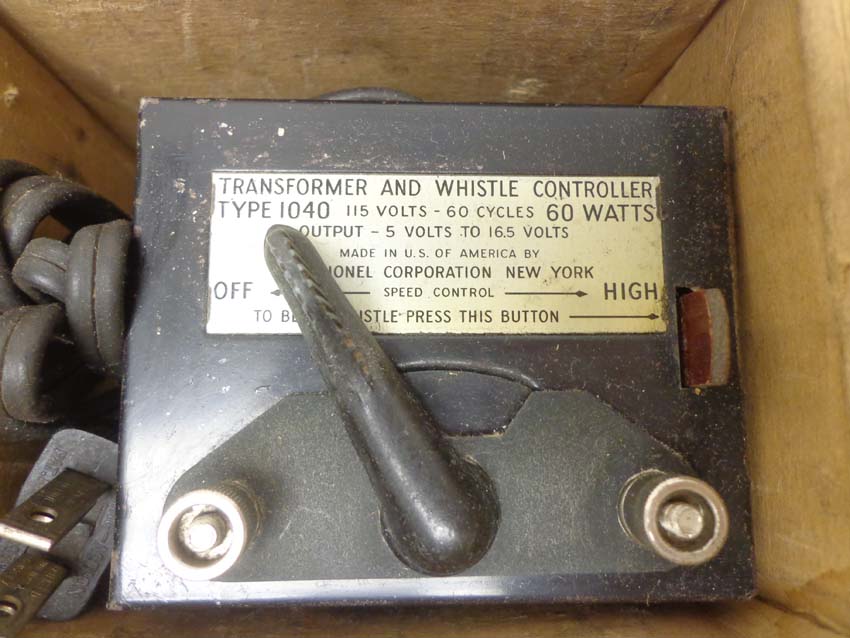 TRANSFORMER AND WHISTLE CONTROLLER
TYPE 1040 115 VOLTS - 60 CYCLES 60 WATTS
OUTPUT - 5 VOLTS TO 16.5 VOLTS
MADE IN U.S. OF AMERICA BY
IONEL CORPORATION NEW YORK
OFF SPEED CONTROL HIGH
TO PRESS THIS BUTTON